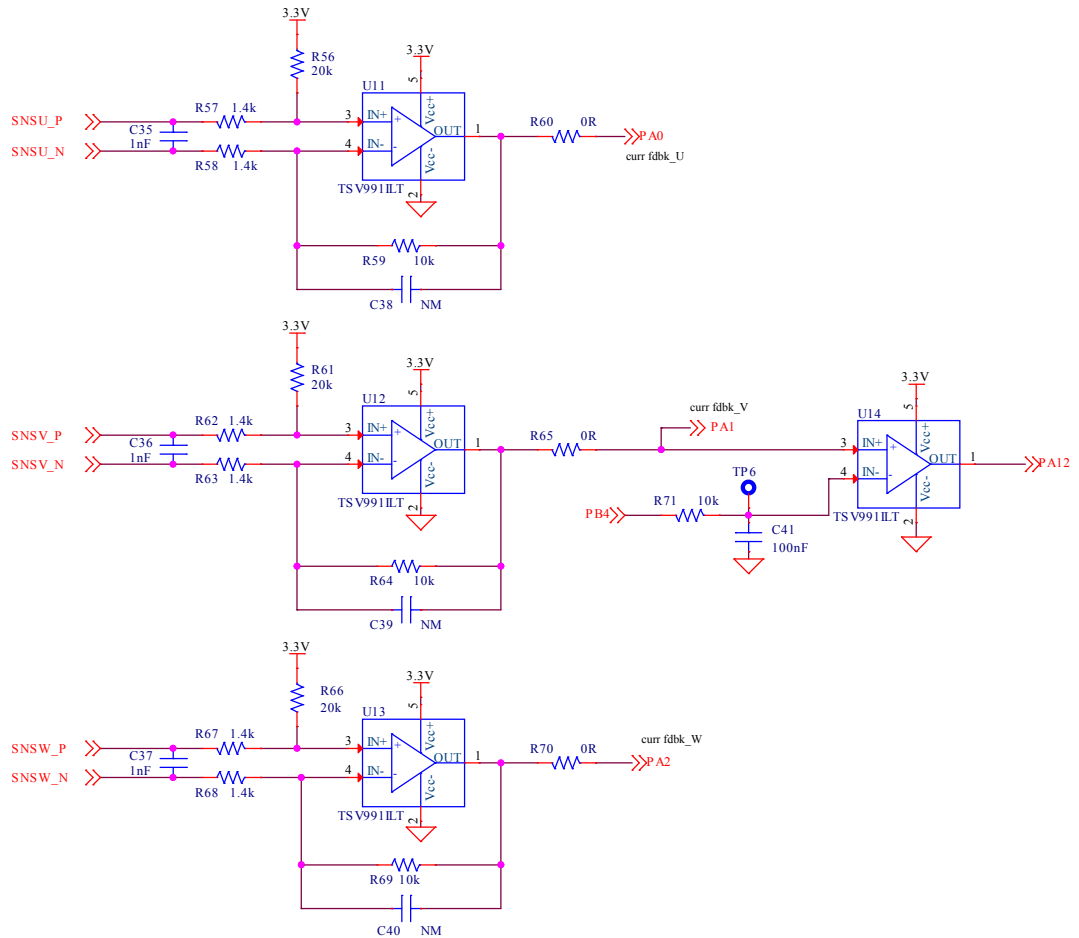 3.3V
R56
20k
3.3V
5
U11
R57 1.4k
SNSU_P
3
IN+
+
Vcc+
C35
1nF
OUT
1
R60 0R
PA0
SNSU_N
4
IN-
-
Vcc-
curr fdbk_U
R58 1.4k
TSV991ILT
2
R59 10k
C38 NM
3.3V
R61
20k
3.3V
5
U12
R62 1.4k
SNSV_P
3
IN+
+
Vcc+
C36
1nF
OUT
1
R65 0R
SNSV_N
4
IN-
-
Vcc-
R63 1.4k
TSV991ILT
2
R64 10k
C39 NM
curr fdbk_V
PA1
3.3V
5
U14
3
IN+
+
Vcc+
OUT
1
PA12
4
IN-
-
Vcc-
TSV991ILT
2
TP6
R71 10k
PB4
C41
100nF
3.3V
R66
20k
3.3V
5
U13
R67 1.4k
SNSW_P
3
IN+
+
Vcc+
C37
1nF
OUT
1
R70 0R
curr fdbk_W
PA2
SNSW_N
4
IN-
-
Vcc-
R68 1.4k
TSV991ILT
2
R69 10k
C40 NM